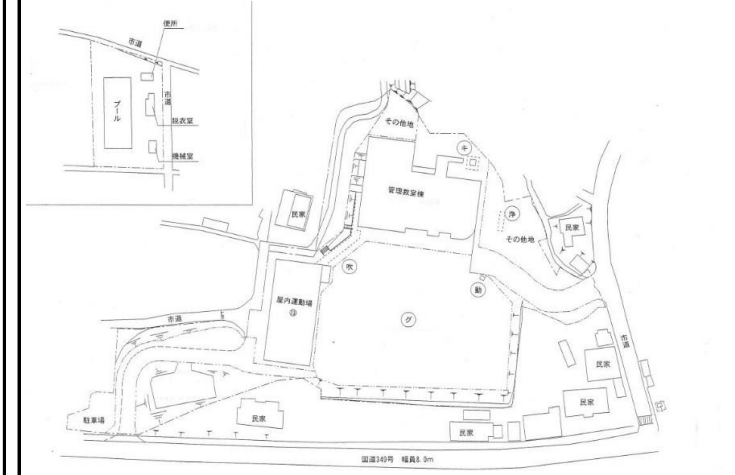 便所
市道
市道
プール
脱衣室
機械室
その他地
キ
管理教室棟
浄
民家
民家
その他地
吹
動
屋内運動場
⑬
グ
市道
市道
民家
民家
駐車場
民家
民家
国道349号 幅員8.0m